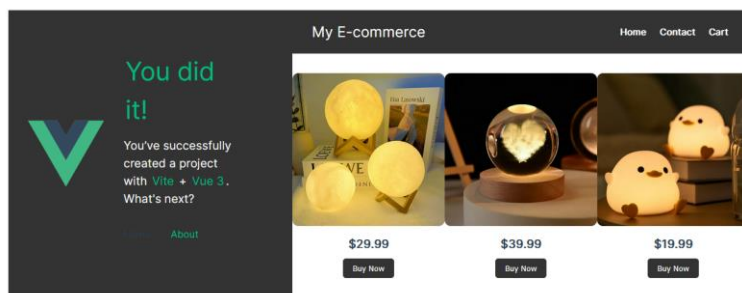 You did
it!
You've successfully
created a project
with Vite + Vue 3.
What's next?
About
My E-commerce
Home Contact Cart
$29.99 $39.99 $19.99
Buy Now Buy Now Buy Now